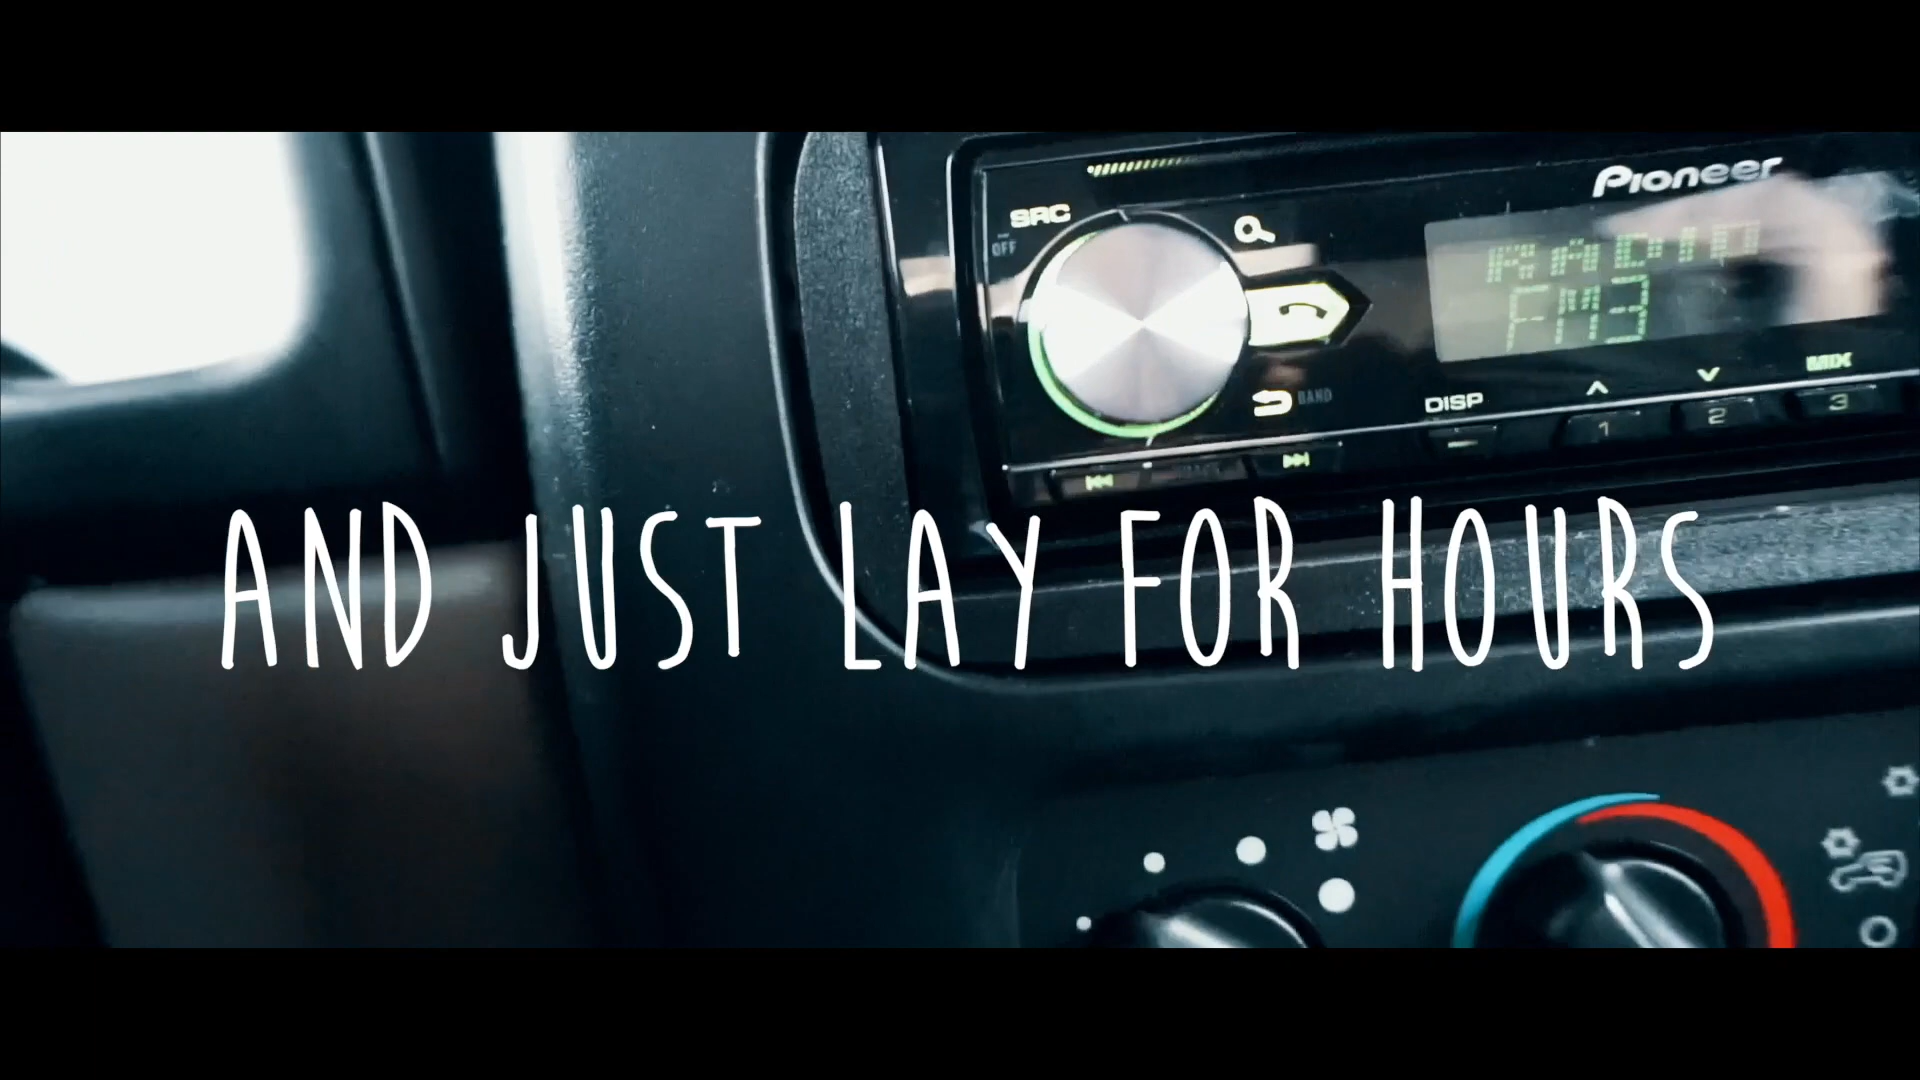 Pioneer
SRC
OFF
RADIO
FM3
BAND
DISP
MIX
1 2 3
AND JUST LAY FOR HOURS